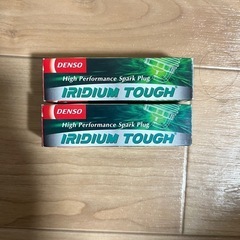 DENSO
High Performance Spark Plug
IRIDIUM TOUGH
DENSO
High Performance Spark Plug
IRIDIUM TOUGH